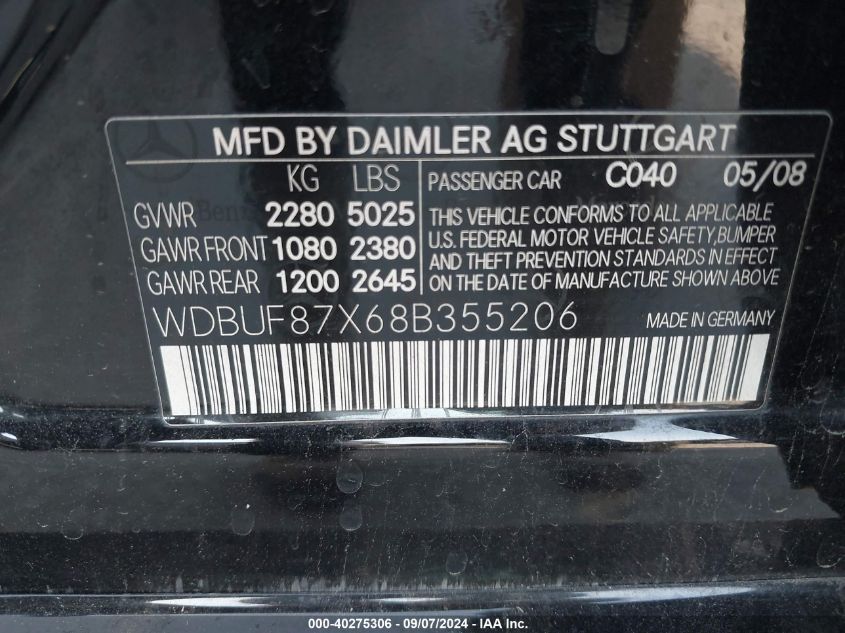 MFD BY DAIMLER AG STUTTGART
KG LBS
GVWR 2280 5025
GAWR FRONT 1080 2380
GAWR REAR 1200 2645
PASSENGER CAR C040 05/08
THIS VEHICLE CONFORMS TO ALL APPLICABLE
U.S. FEDERAL MOTOR VEHICLE SAFETY,BUMPER
AND THEFT PREVENTION STANDARDS IN EFFECT
ON THE DATE OF MANUFACTURE SHOWN ABOVE
WDBUF87X68B355206
MADE IN GERMANY
000-40275306 - 09/07/2024 - IAA Inc.